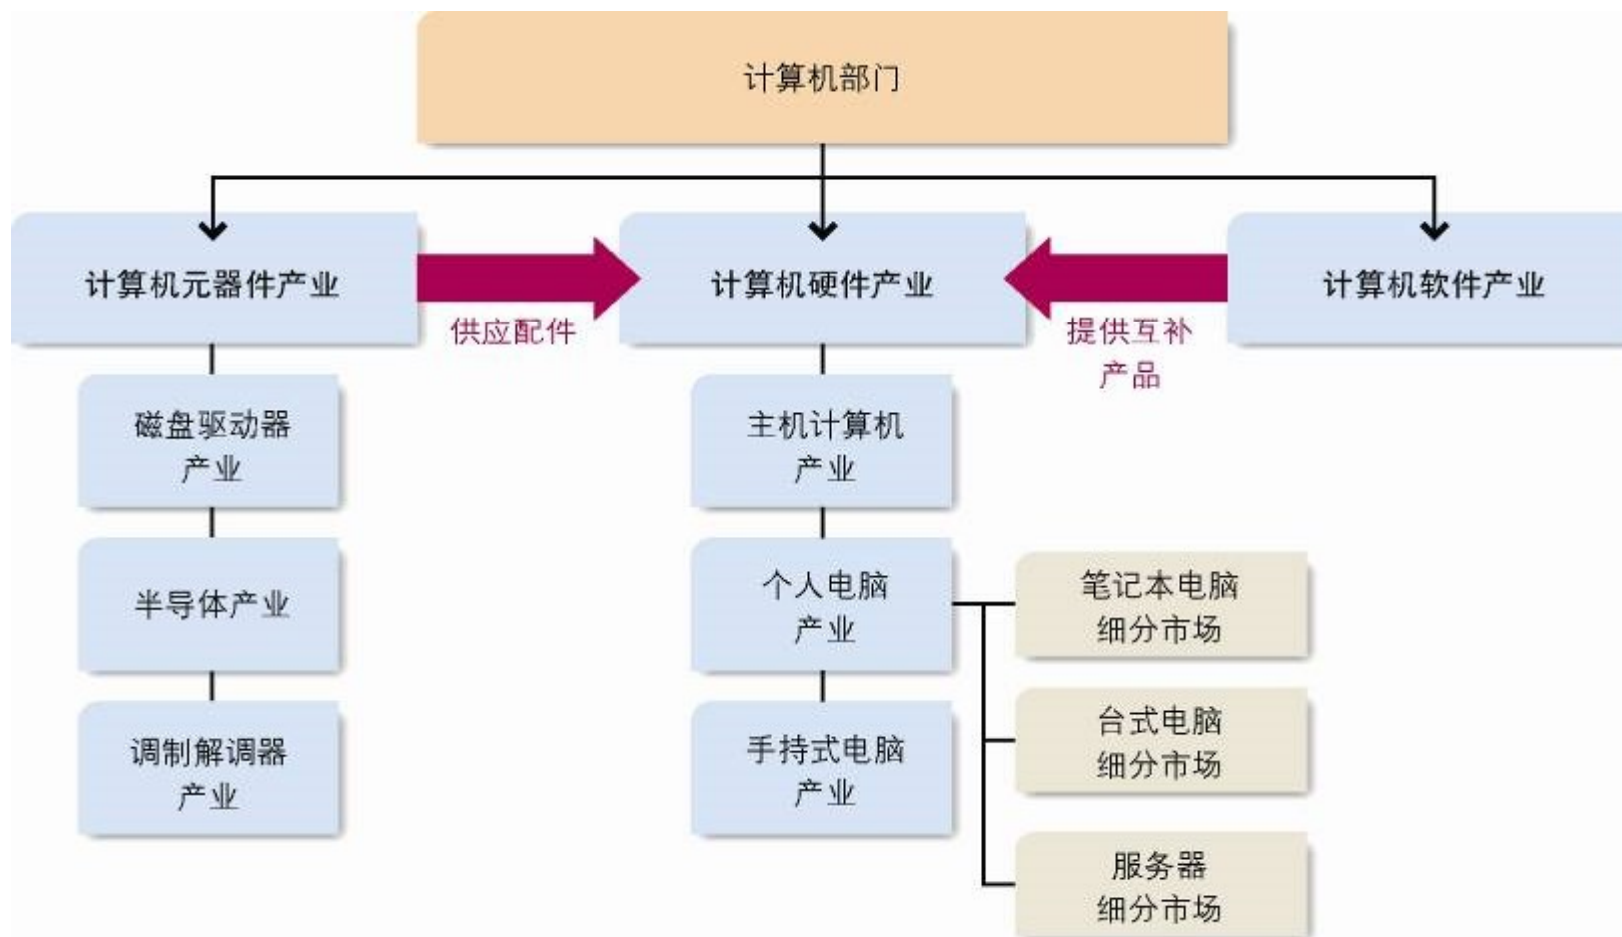 计算机部门
计算机元器件产业
供应配件
计算机硬件产业
提供互补
产品
计算机软件产业
磁盘驱动器
产业
半导体产业
调制解调器
产业
主机计算机
产业
个人电脑
产业
手持式电脑
产业
笔记本电脑
细分市场
台式电脑
细分市场
服务器
细分市场